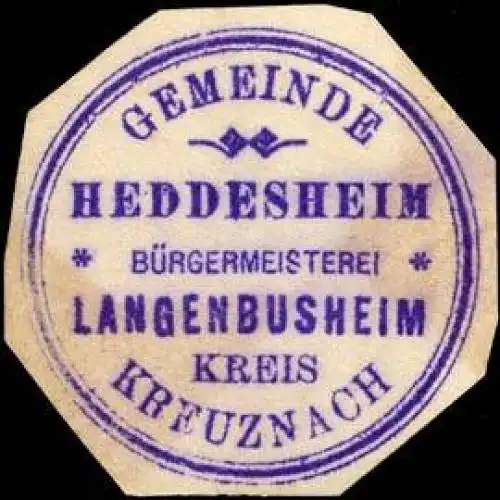 GEMEINDE
HEDDESHEIM
* BÜRGERMEISTEREI *
LANGENBUSHEIM
KREIS
KREUZNACH